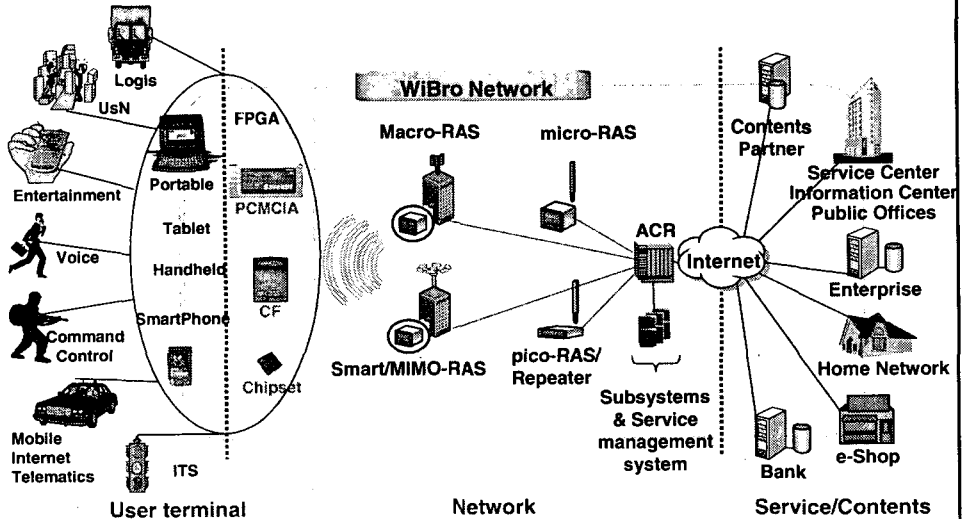 Logis
UsN
Entertainment
Voice
Command
Control
Mobile
Internet
Telematics
ITS
Portable
Tablet
Handheld
SmartPhone
FPGA
PCMCIA
CF
Chipset
User terminal
WiBro Network
Macro-RAS
micro-RAS
Smart/MIMO-RAS
pico-RAS/
Repeater
ACR
Subsystems
& Service
management
system
Network
Internet
Contents
Partner
Service Center
Information Center
Public Offices
Enterprise
Home Network
e-Shop
Bank
Service/Contents